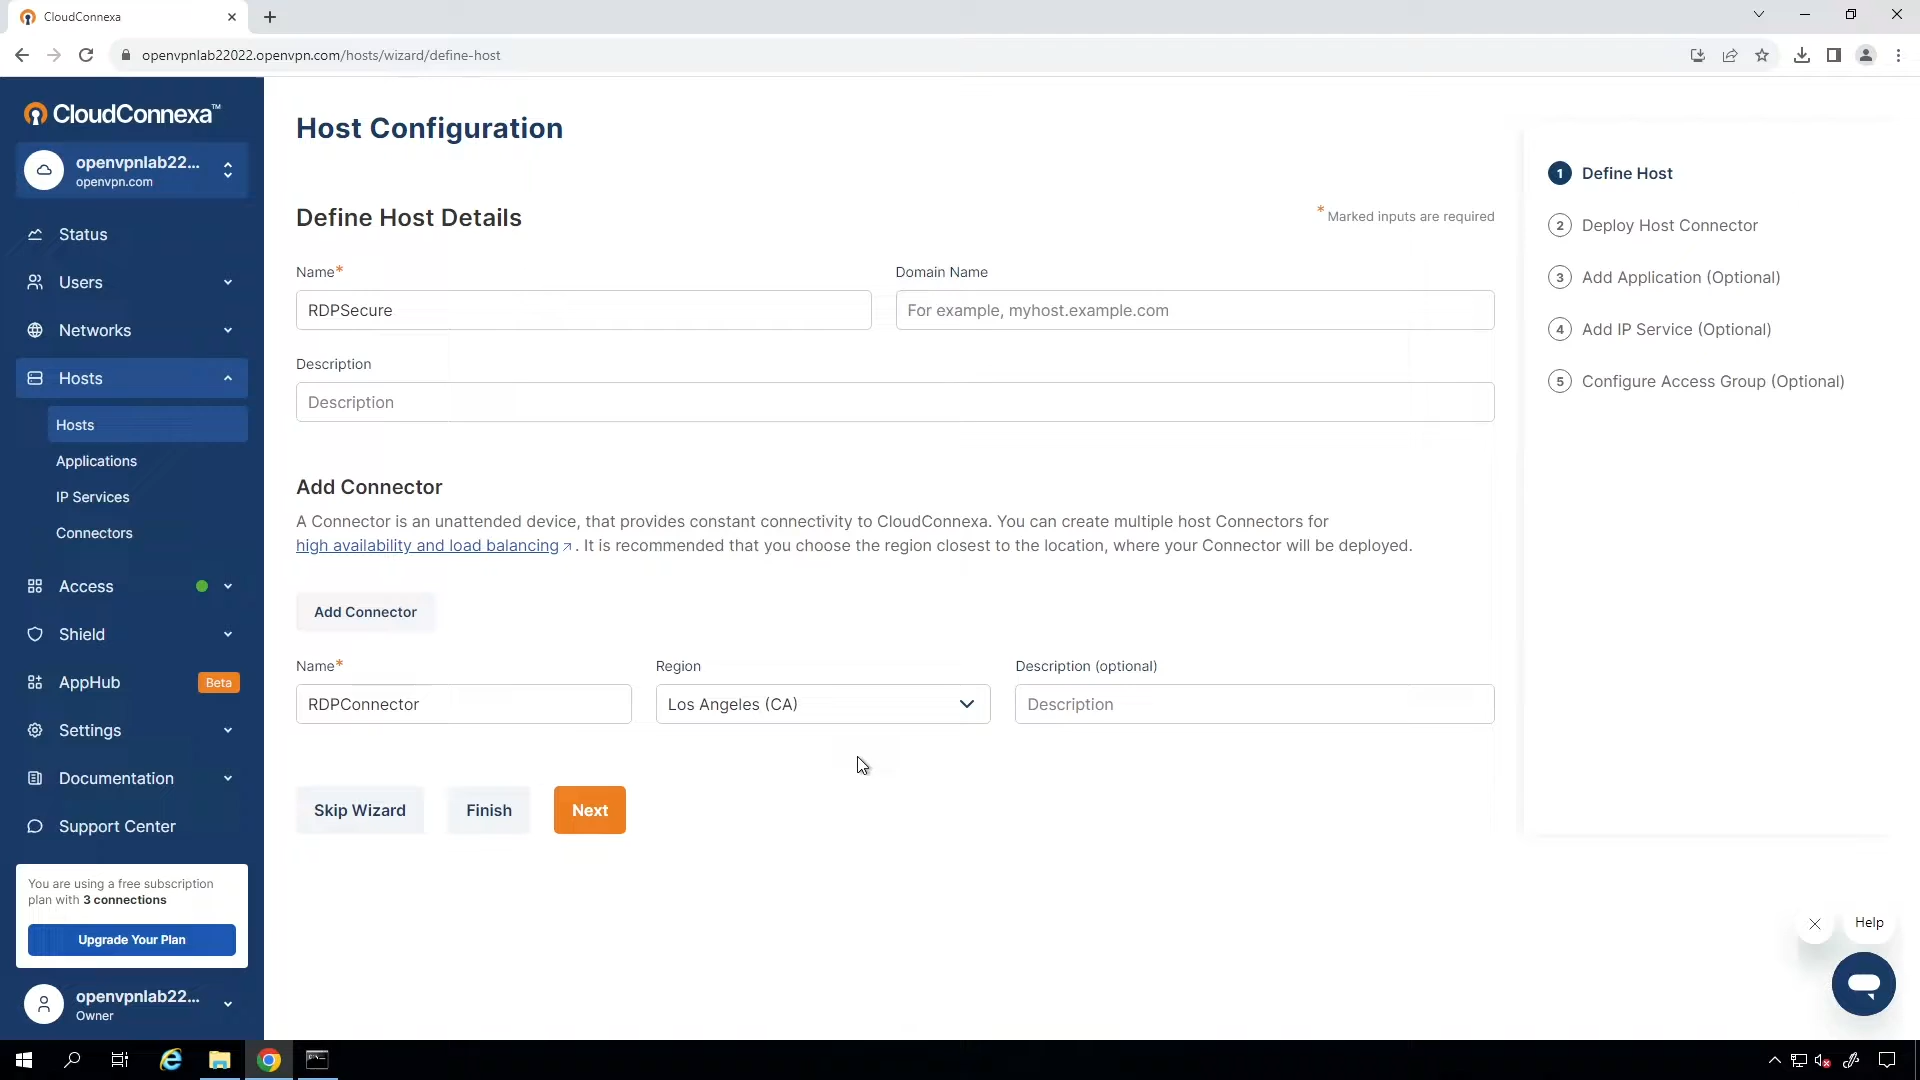 CloudConnexa
openvpnlab22022.openvpn.com/hosts/wizard/define-host
CloudConnexa™
openvpnlab22...
openvpn.com
Status
Users
Networks
Hosts
Hosts
Applications
IP Services
Connectors
Access
Shield
AppHub
Beta
Settings
Documentation
Support Center
You are using a free subscription
plan with 3 connections
Upgrade Your Plan
openvpnlab22...
Owner
Host Configuration
Define Host Details
* Marked inputs are required
Name*
Domain Name
RDPSecure
For example, myhost.example.com
Description
Description
Add Connector
A Connector is an unattended device, that provides constant connectivity to CloudConnexa. You can create multiple host Connectors for
high availability and load balancing ↗. It is recommended that you choose the region closest to the location, where your Connector will be deployed.
Add Connector
Name*
Region
Description (optional)
RDPConnector
Los Angeles (CA)
Description
Skip Wizard
Finish
Next
1 Define Host
2 Deploy Host Connector
3 Add Application (Optional)
4 Add IP Service (Optional)
5 Configure Access Group (Optional)
Help